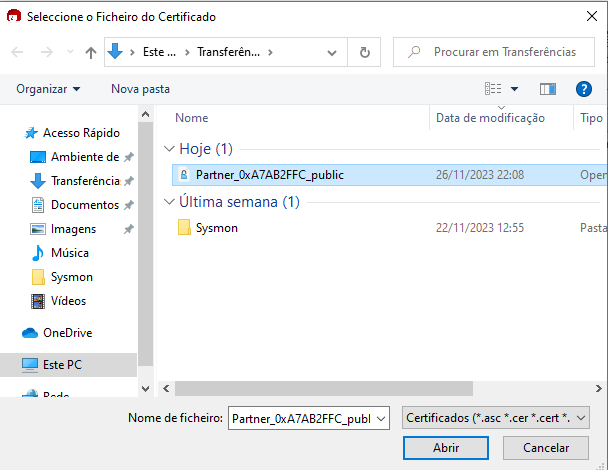 Seleccione o Ficheiro do Certificado
Este ... Transferên...
Procurar em Transferências
Organizar Nova pasta
Nome Data de modificação Tipo
Acesso Rápido
Ambiente de
Transferência
Documentos
Imagens
Música
Sysmon
Vídeos
OneDrive
Este PC
Rede
Hoje (1)
Partner_0xA7AB2FFC_public 26/11/2023 22:08 Open
Última semana (1)
Sysmon 22/11/2023 12:55 Pasta
Nome de ficheiro: Partner_0xA7AB2FFC_publ Certificados (*.asc *.cer *.cert *.
Abrir Cancelar